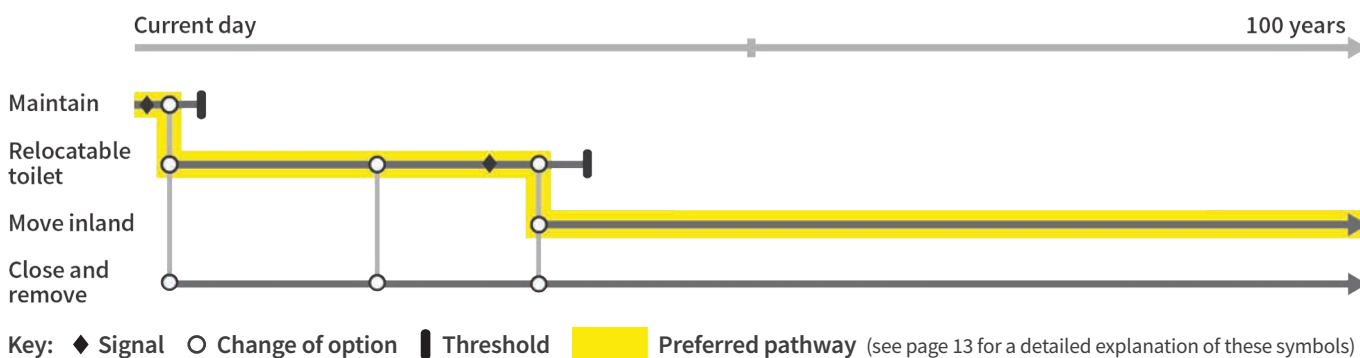 Current day
100 years
Maintain
Relocatable
toilet
Move inland
Close and
remove
Key: Signal Change of option Threshold Preferred pathway (see page 13 for a detailed explanation of these symbols)